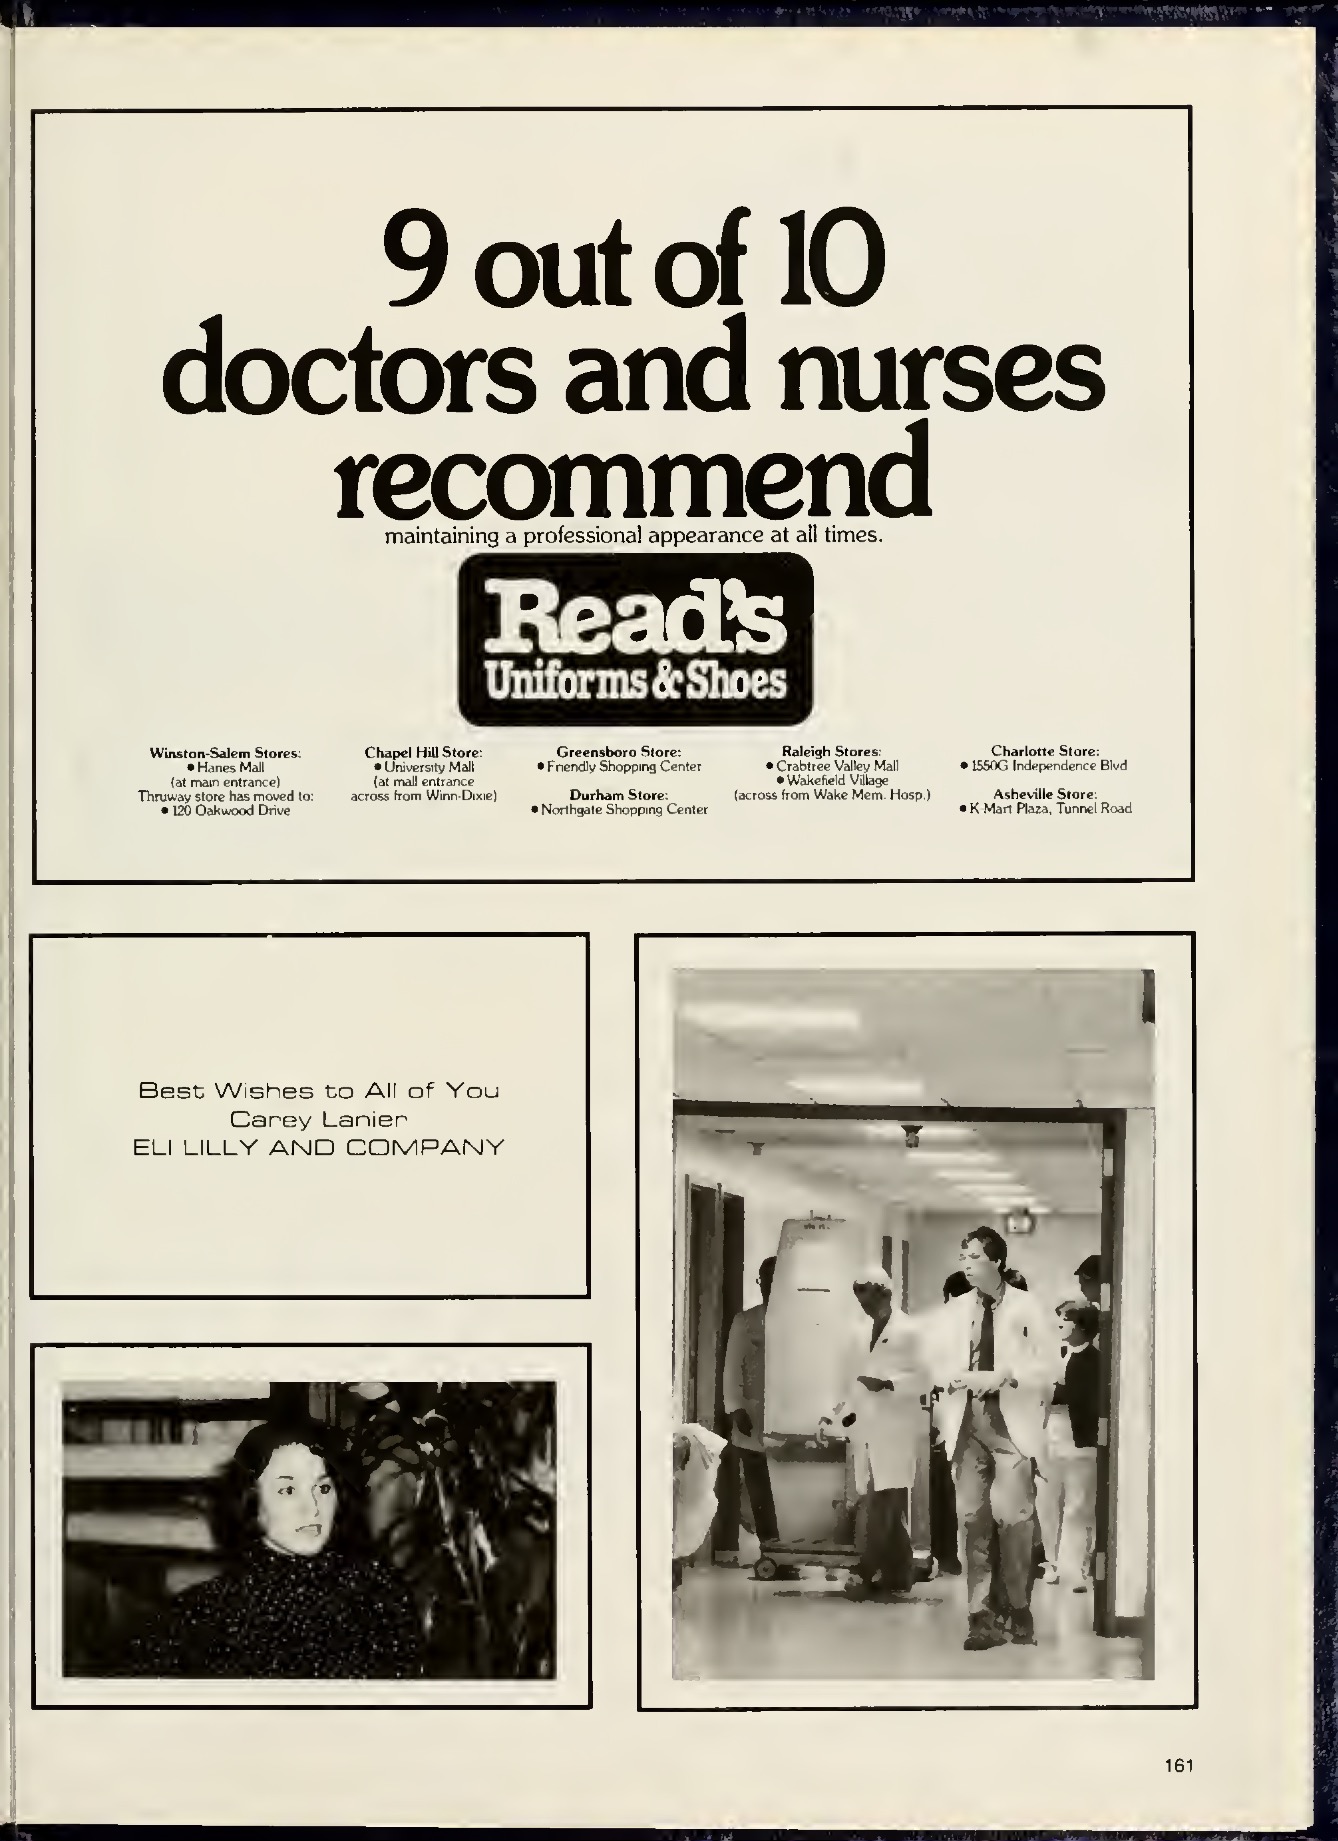 9 out of 10
doctors and nurses
recommend
maintaining a professional appearance at all times.
Read's
Uniforms & Shoes
Winston-Salem Stores:
• Hanes Mall
(at main entrance)
Thruway store has moved to:
• 120 Oakwood Drive
Chapel Hill Store:
• University Mall
(at mall entrance
across from Winn-Dixie)
Greensboro Store:
• Friendly Shopping Center
Durham Store:
• Northgate Shopping Center
Raleigh Stores:
• Crabtree Valley Mall
• Wakefield Village
(across from Wake Mem. Hosp.)
Charlotte Store:
• 1550G Independence Blvd
Asheville Store:
• K-Mart Plaza, Tunnel Road
Best Wishes to All of You
Carey Lanier
ELI LILLY AND COMPANY
161